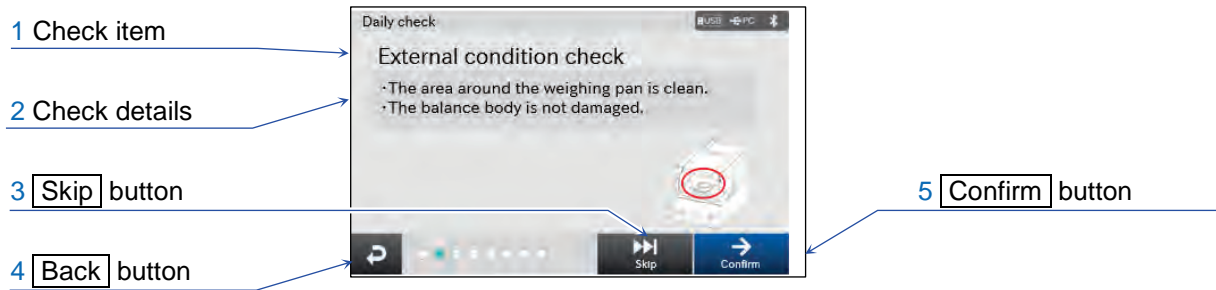 1 Check item
2 Check details
3 Skip button
4 Back button
Daily check
USB PC
External condition check
・The area around the weighing pan is clean.
・The balance body is not damaged.
Skip
Confirm
5 Confirm button